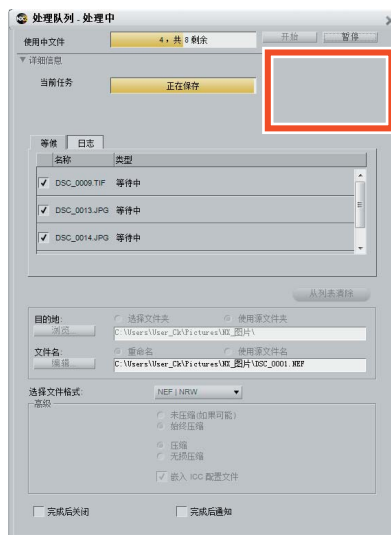 处理队列 - 处理中
使用中文件
4，共 8 剩余
开始
暂停
详细信息
当前任务
正在保存
等候
日志
名称
类型
DSC_0009.TIF 等待中
DSC_0013.JPG 等待中
DSC_0014.JPG 等待中
从列表清除
目的地:
选择文件夹
使用源文件夹
浏览...
C:\Users\User_Ck\Pictures\NX_图片\
文件名:
重命名
使用源文件名
编辑...
C:\Users\User_Ck\Pictures\NX_图片\DSC_0001.NEF
选择文件格式:
NEF | NRW
高级
未压缩(如果可能)
始终压缩
压缩
无损压缩
嵌入 ICC 配置文件
完成后关闭
完成后通知